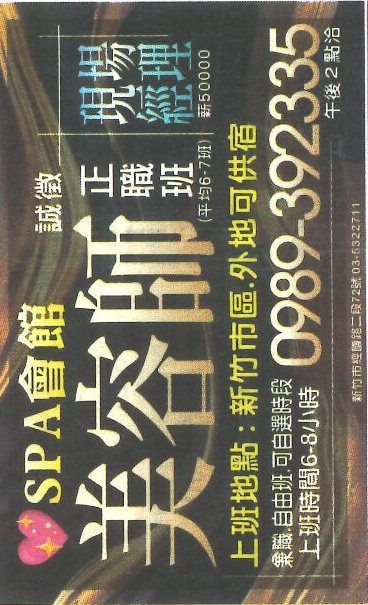 SPA會館 誠徵
美容師
正職班
(平均6-7班)
現場經理
薪50000
上班地點：新竹市區.外地可供宿
兼職.自由班.可自選時段
上班時間6-8小時
0989-392335
午後2點洽
新竹市經國路二段72號 03-5322711